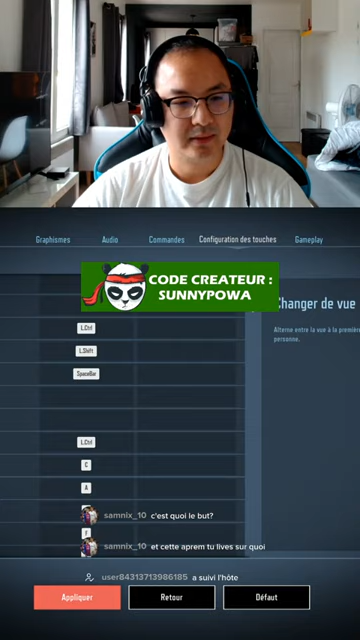 Graphismes Audio Commandes Configuration des touches Gameplay
CODE CREATEUR :
SUNNYPOWA
Changer de vue
Alterne entre la vue à la première
personne.
L.Ctrl
L.Shift
SpaceBar
L.Ctrl
C
A
samnix_10 c'est quoi le but?
F
samnix_10 et cette aprem tu lives sur quoi
user84313713986185 a suivi l'hôte
Appliquer Retour Défaut